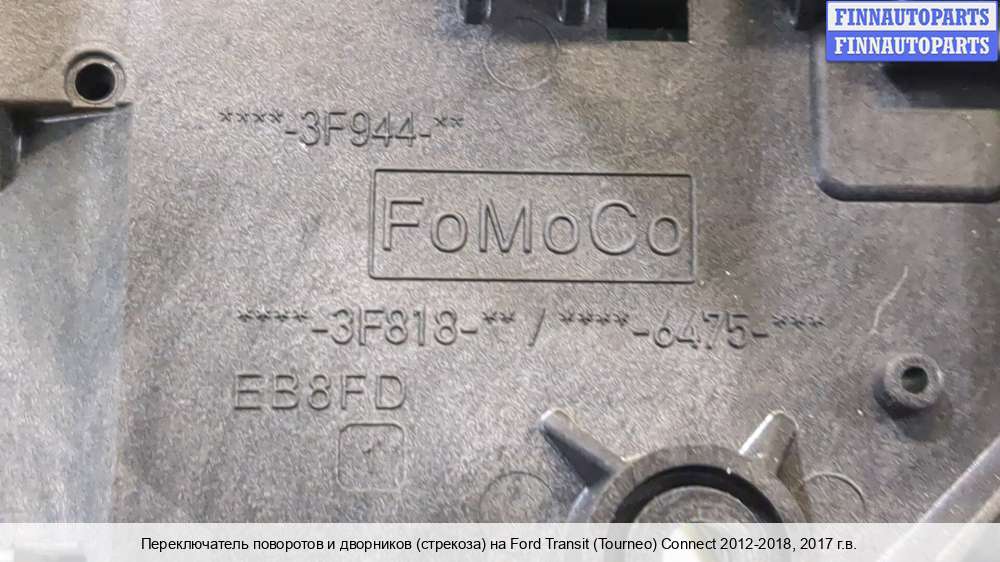 FINNAUTOPARTS
FINNAUTOPARTS
****-3F944-**
FoMoCo
****-3F818-** / ****-6475-***
EB8FD
1
Переключатель поворотов и дворников (стрекоза) на Ford Transit (Tourneo) Connect 2012-2018, 2017 г.в.